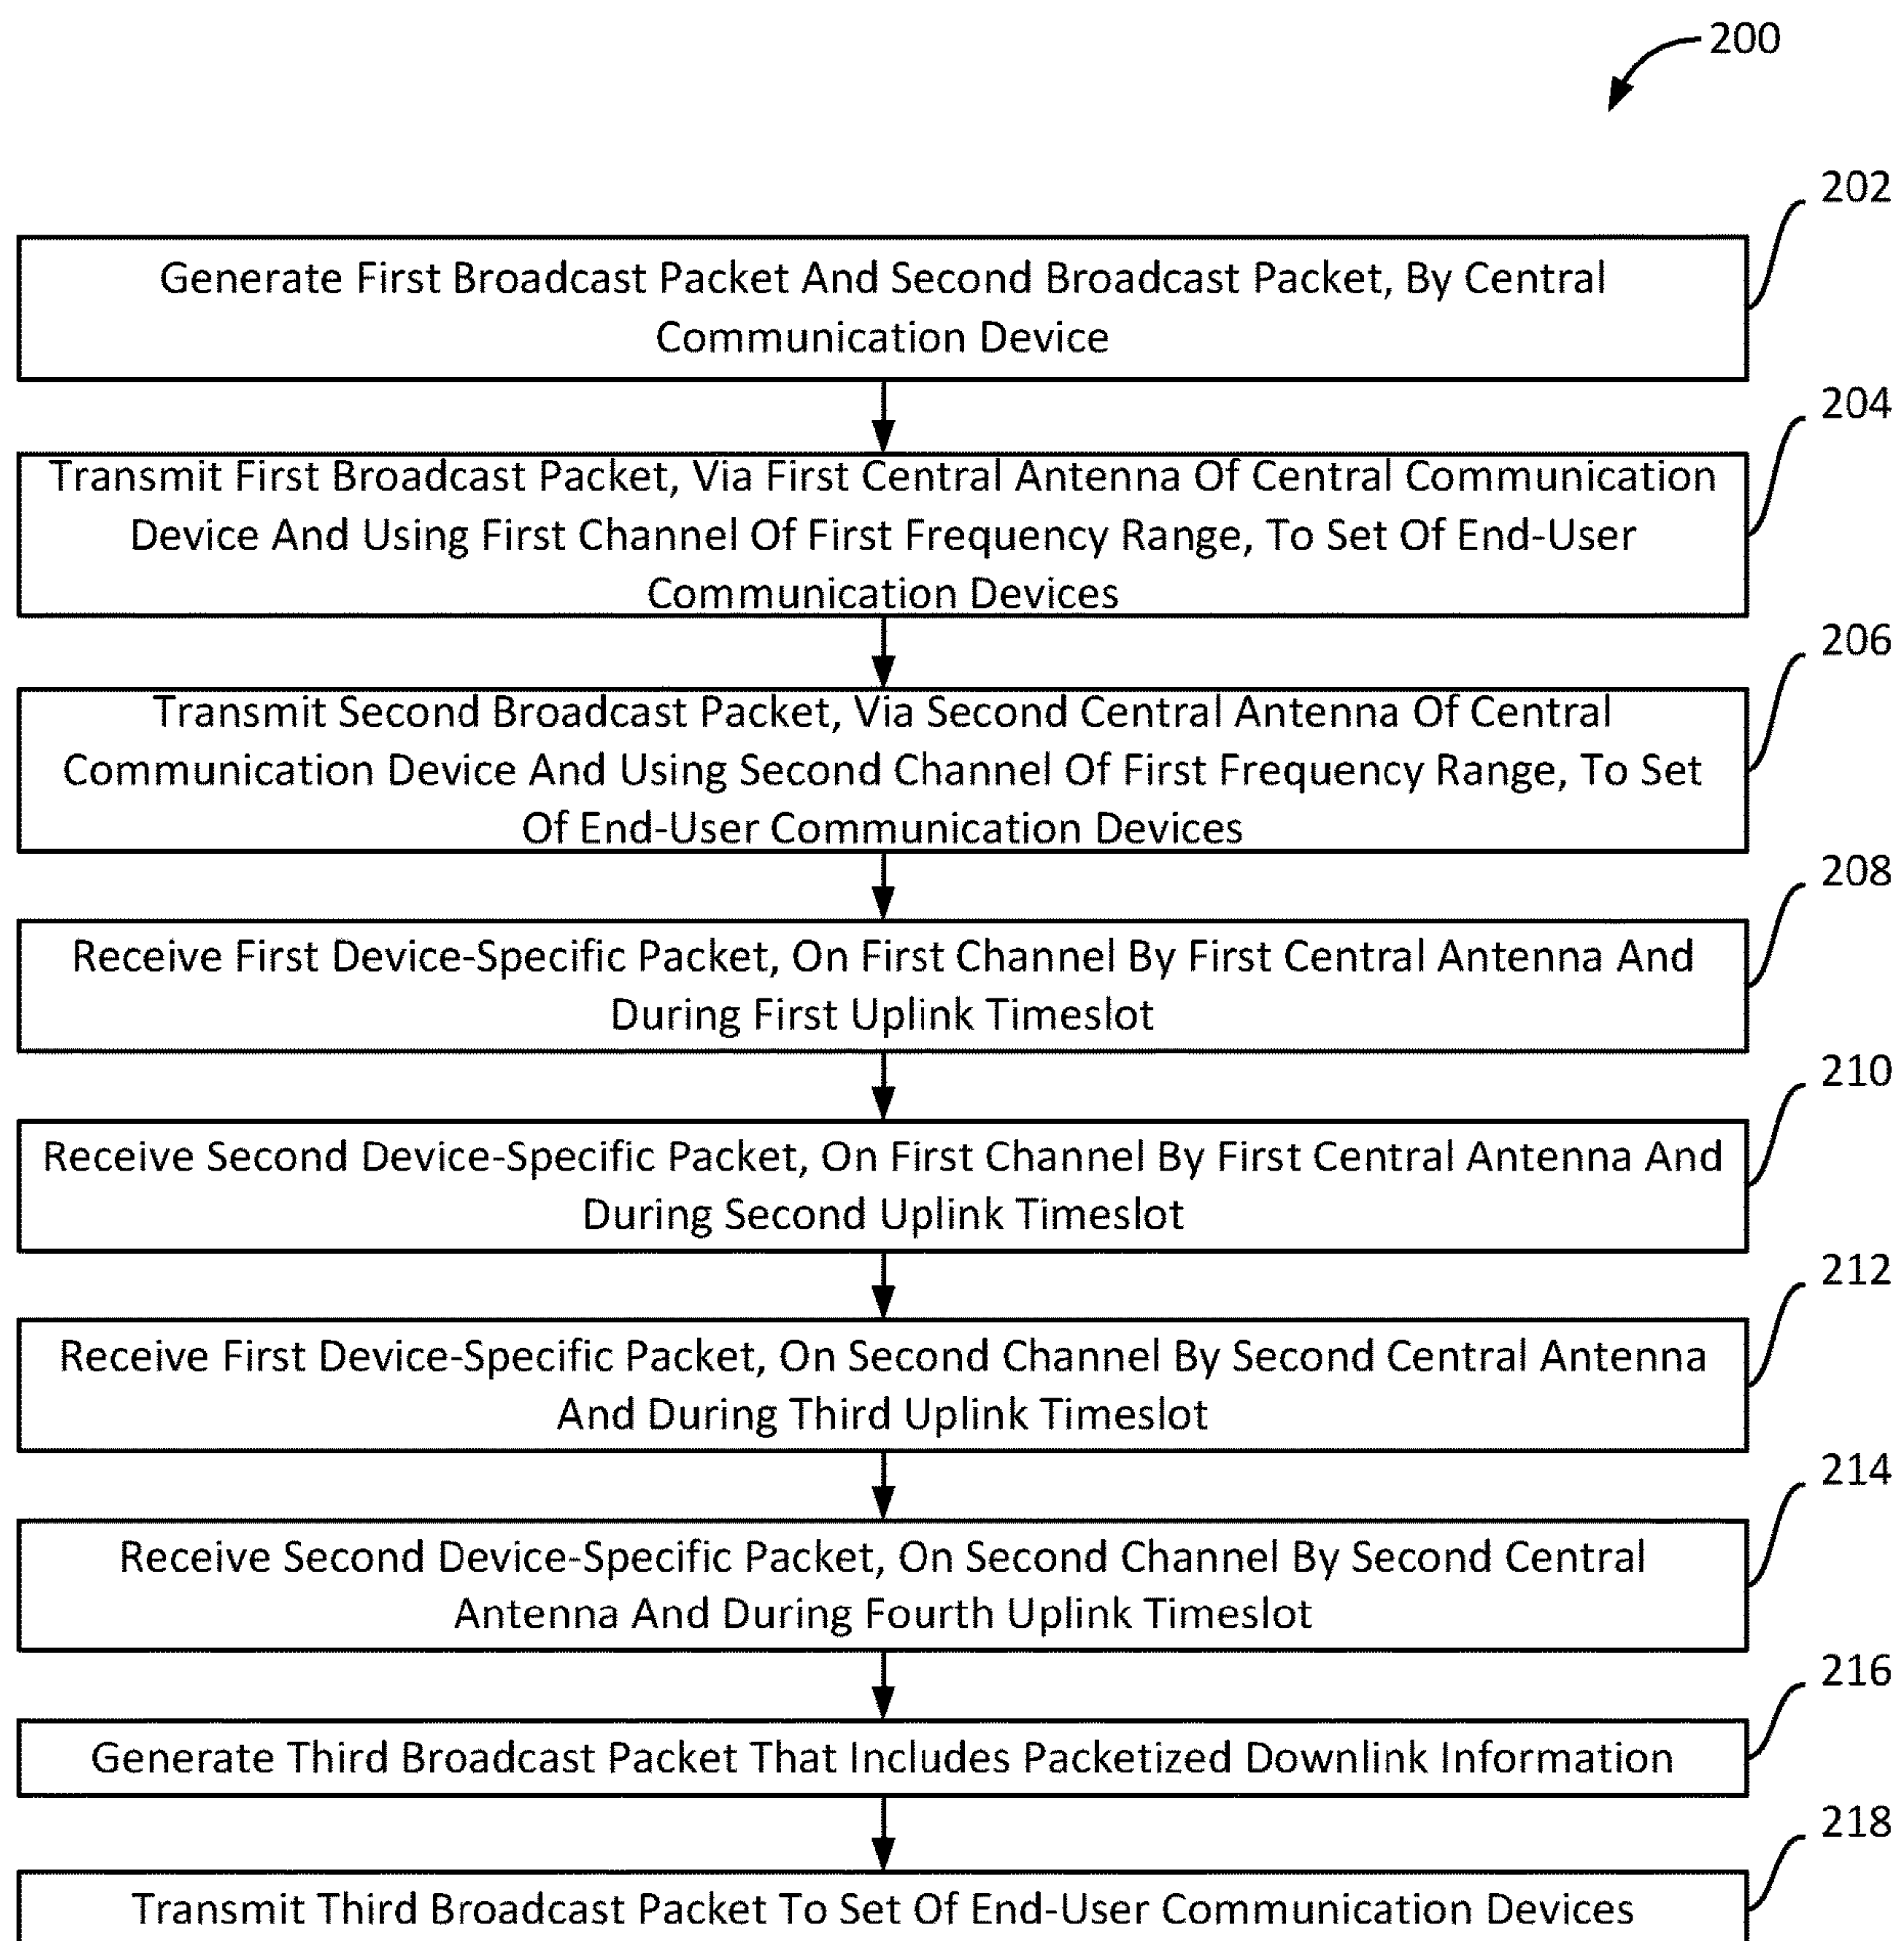 200
202
Generate First Broadcast Packet And Second Broadcast Packet, By Central
Communication Device
204
Transmit First Broadcast Packet, Via First Central Antenna Of Central Communication
Device And Using First Channel Of First Frequency Range, To Set Of End-User
Communication Devices
206
Transmit Second Broadcast Packet, Via Second Central Antenna Of Central
Communication Device And Using Second Channel Of First Frequency Range, To Set
Of End-User Communication Devices
208
Receive First Device-Specific Packet, On First Channel By First Central Antenna And
During First Uplink Timeslot
210
Receive Second Device-Specific Packet, On First Channel By First Central Antenna And
During Second Uplink Timeslot
212
Receive First Device-Specific Packet, On Second Channel By Second Central Antenna
And During Third Uplink Timeslot
214
Receive Second Device-Specific Packet, On Second Channel By Second Central
Antenna And During Fourth Uplink Timeslot
216
Generate Third Broadcast Packet That Includes Packetized Downlink Information
218
Transmit Third Broadcast Packet To Set Of End-User Communication Devices